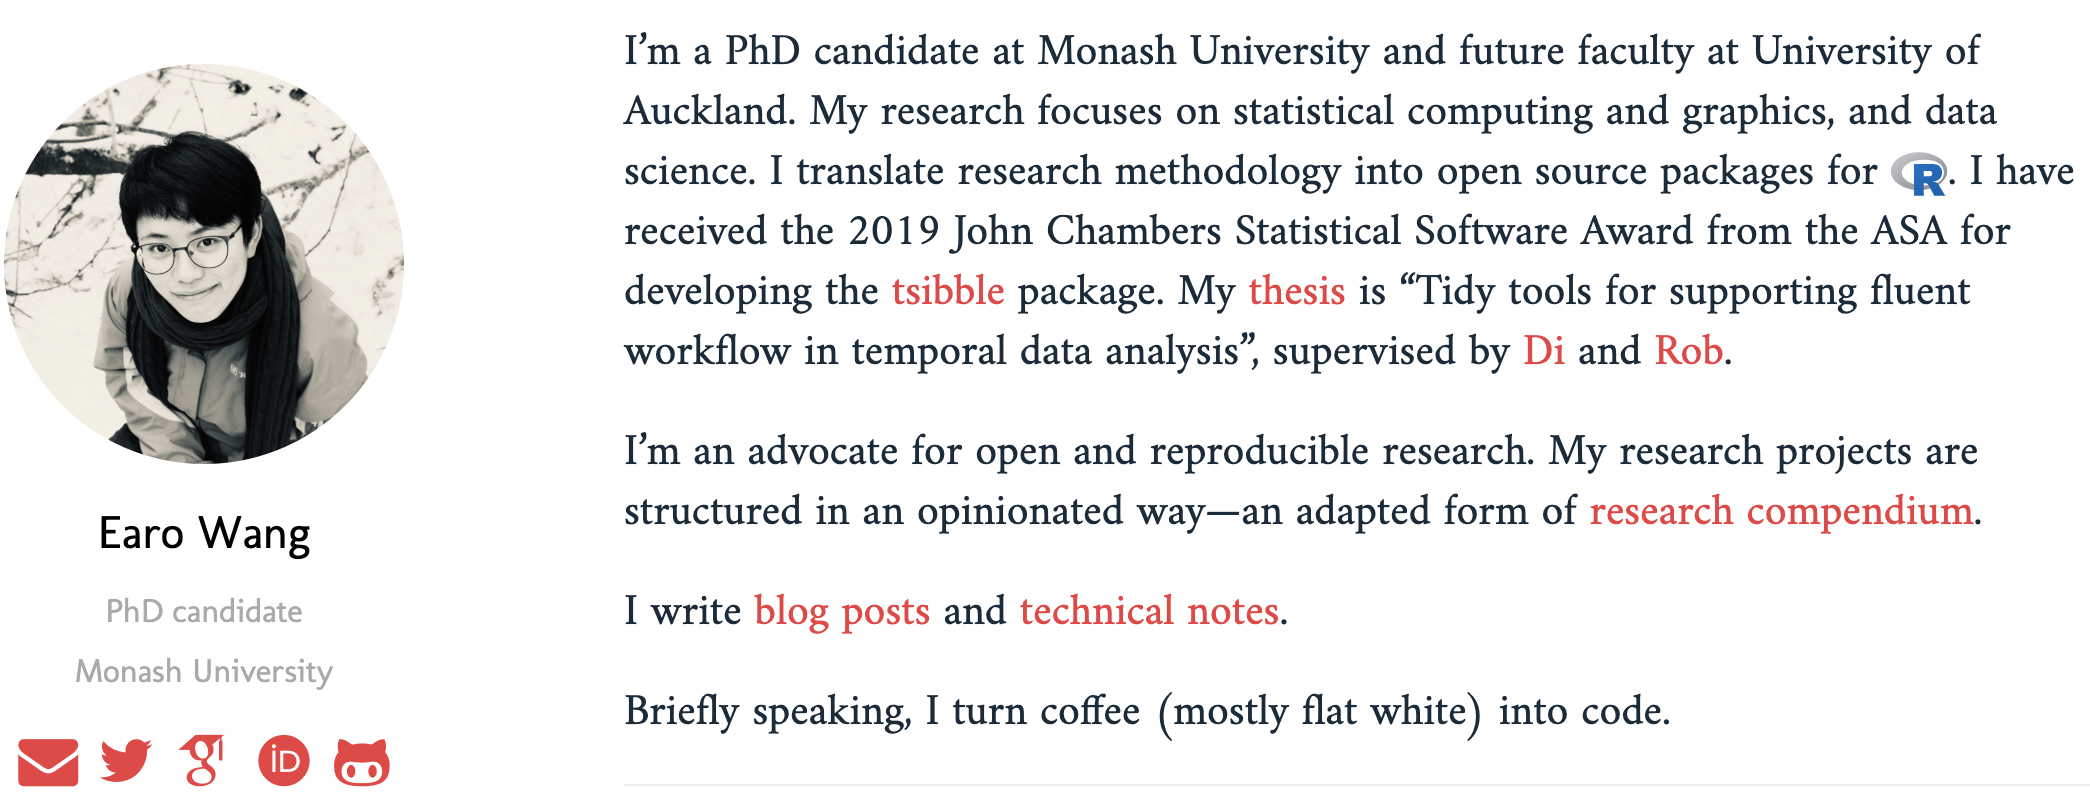 I’m a PhD candidate at Monash University and future faculty at University of
Auckland. My research focuses on statistical computing and graphics, and data
science. I translate research methodology into open source packages for R. I have
received the 2019 John Chambers Statistical Software Award from the ASA for
developing the tsibble package. My thesis is “Tidy tools for supporting fluent
workflow in temporal data analysis”, supervised by Di and Rob.
I’m an advocate for open and reproducible research. My research projects are
structured in an opinionated way—an adapted form of research compendium.
I write blog posts and technical notes.
Briefly speaking, I turn coffee (mostly flat white) into code.
Earo Wang
PhD candidate
Monash University
g
iD